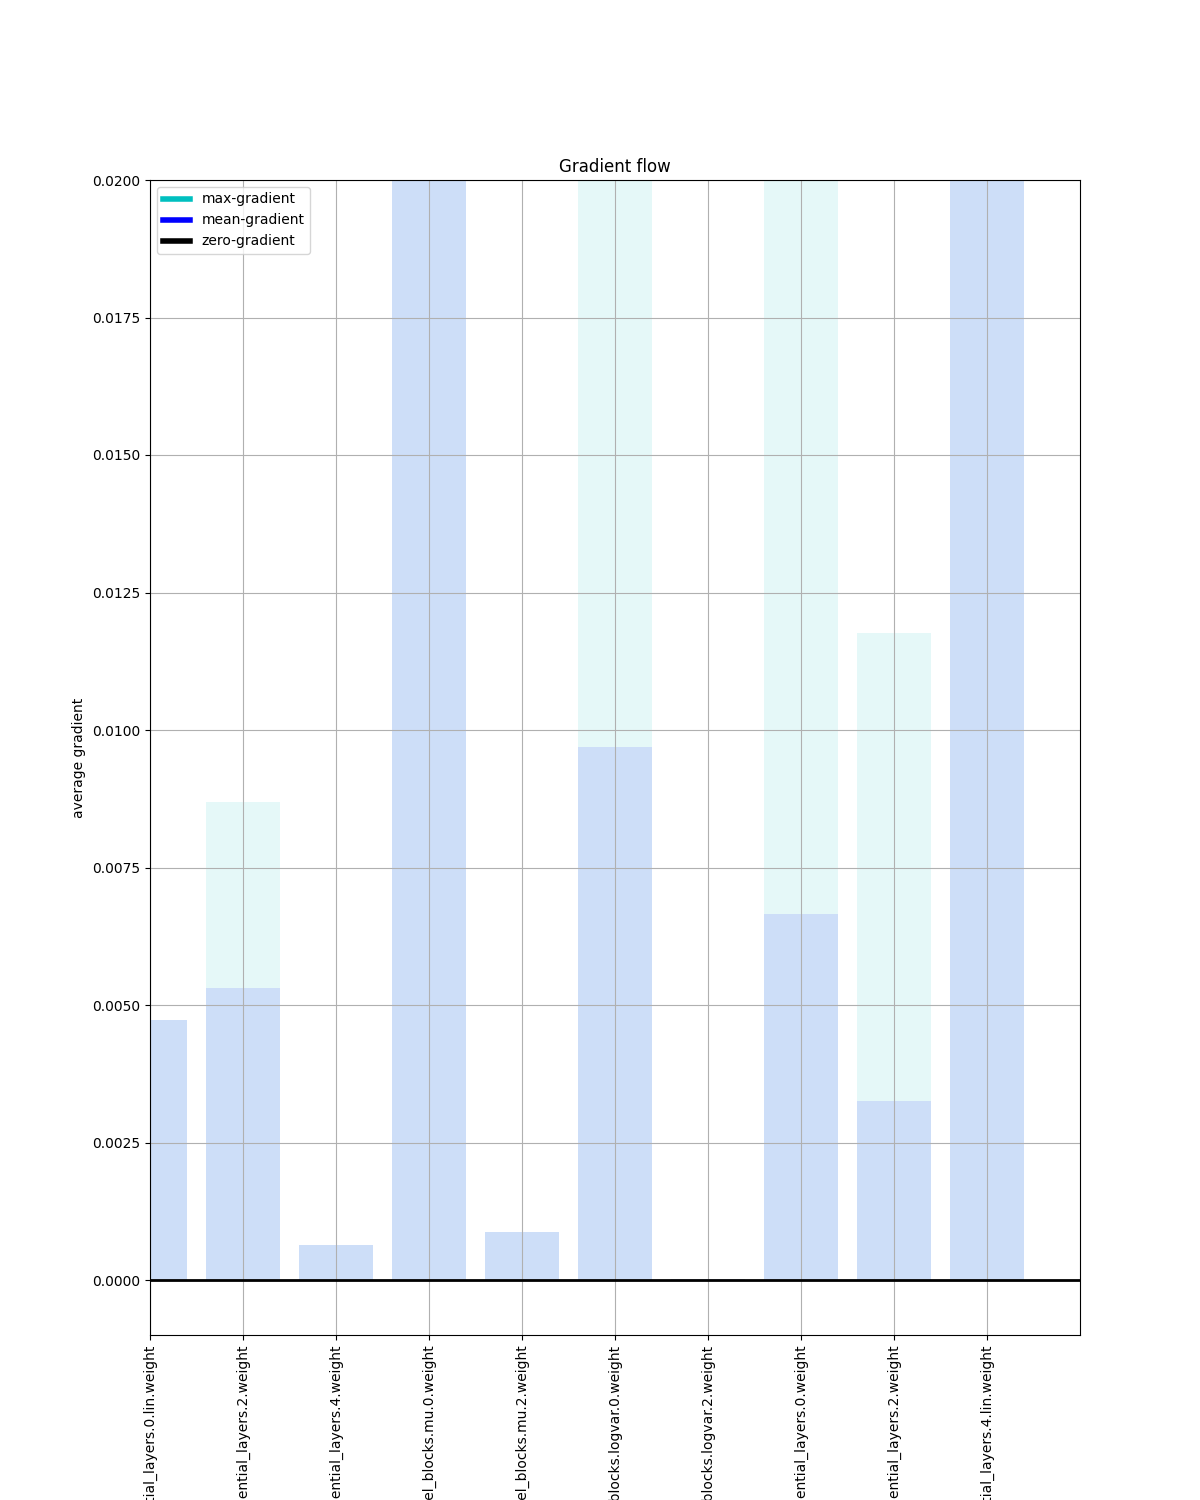 Gradient flow
max-gradient
mean-gradient
zero-gradient
0.0200
0.0175
0.0150
0.0125
0.0100
0.0075
0.0050
0.0025
0.0000
average gradient
tial_layers.0.lin.weight
ential_layers.2.weight
ential_layers.4.weight
el_blocks.mu.0.weight
el_blocks.mu.2.weight
blocks.logvar.0.weight
blocks.logvar.2.weight
ential_layers.0.weight
ential_layers.2.weight
tial_layers.4.lin.weight